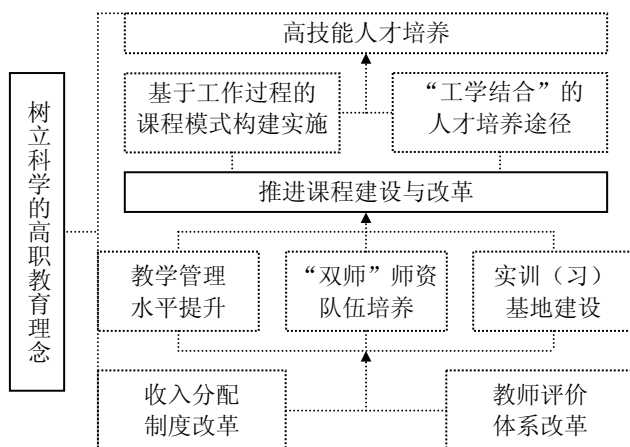 高技能人才培养
基于工作过程的
课程模式构建实施
“工学结合”的
人才培养途径
树立科学的高职教育理念
推进课程建设与改革
教学管理
水平提升
“双师”师资
队伍培养
实训（习）
基地建设
收入分配
制度改革
教师评价
体系改革